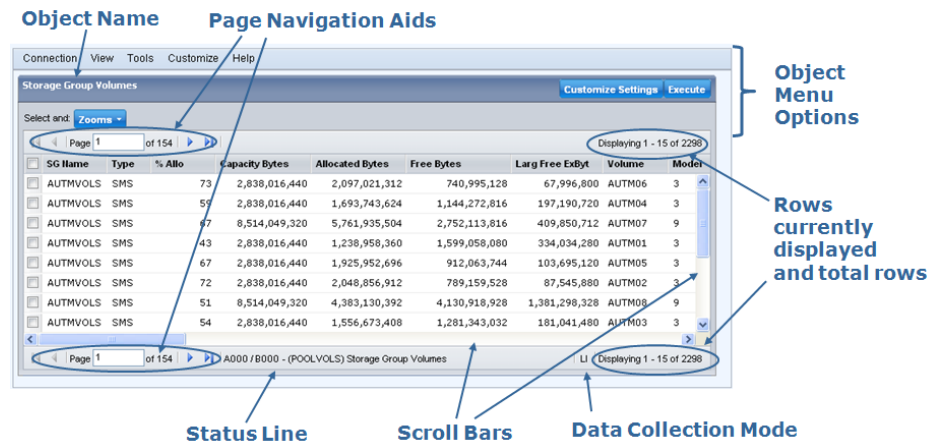 Object Name
Page Navigation Aids
Connection View Tools Customize Help
Storage Group Volumes
Customize Settings Execute
Select and: Zooms
Page 1 of 154
Displaying 1 - 15 of 2298
SG Name Type % Allo Capacity Bytes Allocated Bytes Free Bytes Larg Free ExByt Volume Model
AUTMVOLS SMS 73 2,838,016,440 2,097,021,312 740,995,128 67,996,800 AUTM06 3
AUTMVOLS SMS 59 2,838,016,440 1,693,743,624 1,144,272,816 197,190,720 AUTM04 3
AUTMVOLS SMS 67 8,514,049,320 5,761,935,504 2,752,113,816 409,850,712 AUTM07 9
AUTMVOLS SMS 43 2,838,016,440 1,238,958,360 1,599,058,080 334,034,280 AUTM01 3
AUTMVOLS SMS 67 2,838,016,440 1,925,952,696 912,063,744 103,695,120 AUTM05 3
AUTMVOLS SMS 72 2,838,016,440 2,048,856,912 789,159,528 87,545,880 AUTM02 3
AUTMVOLS SMS 51 8,514,049,320 4,383,130,392 4,130,918,928 1,381,298,328 AUTM08 9
AUTMVOLS SMS 54 2,838,016,440 1,556,673,408 1,281,343,032 181,041,480 AUTM03 3
Page 1 of 154
A000 / B000 - (POOLVOLS) Storage Group Volumes
LI
Displaying 1 - 15 of 2298
Object
Menu
Options
Rows
currently
displayed
and total rows
Status Line
Scroll Bars
Data Collection Mode